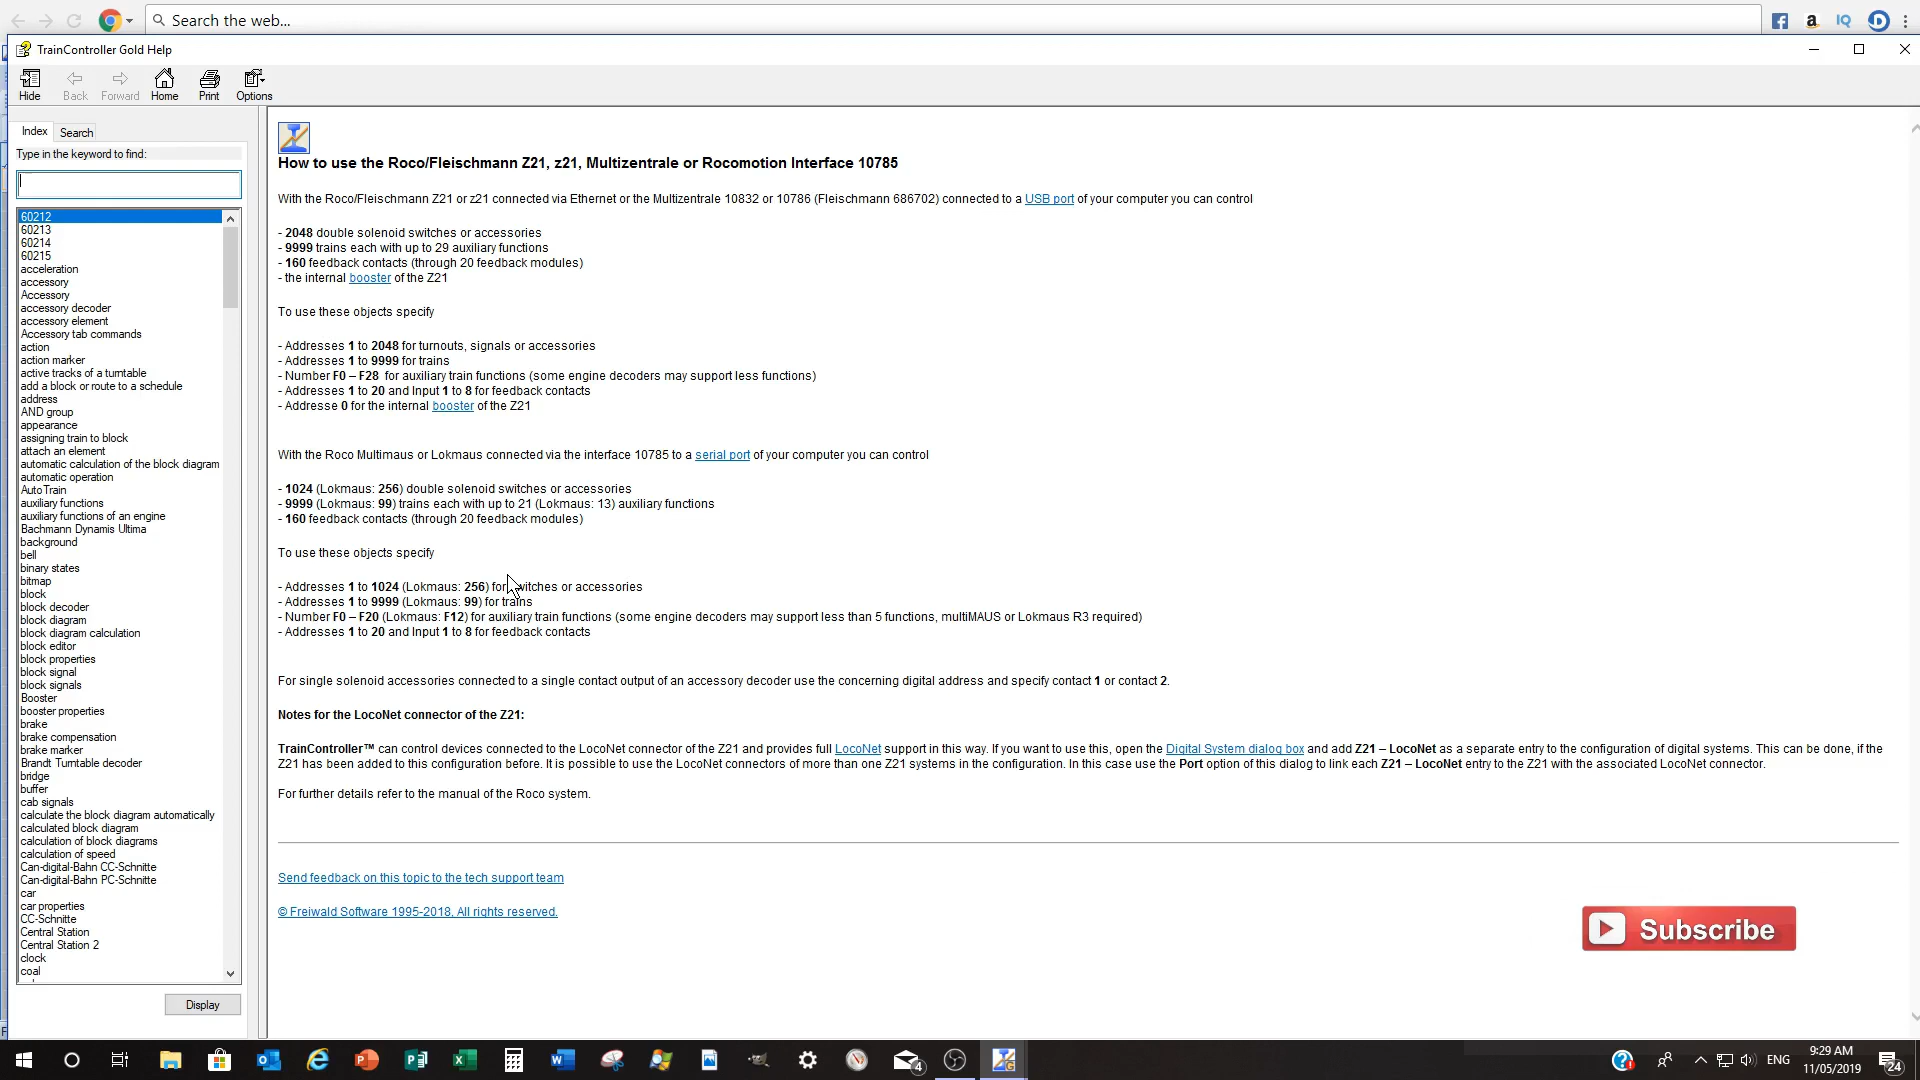 Search the web...
TrainController Gold Help
Hide Back Forward Home Print Options
Index Search
Type in the keyword to find:
60212
60213
60214
60215
acceleration
accessory
Accessory
accessory decoder
accessory element
Accessory tab commands
action
action marker
active tracks of a turntable
add a block or route to a schedule
address
AND group
appearance
assigning train to block
attach an element
automatic calculation of the block diagram
automatic operation
AutoTrain
auxiliary functions
auxiliary functions of an engine
Bachmann Dynamis Ultima
background
bell
binary states
bitmap
block
block decoder
block diagram
block diagram calculation
block editor
block properties
block signal
block signals
Booster
booster properties
brake
brake compensation
brake marker
Brandt Turntable decoder
bridge
buffer
cab signals
calculate the block diagram automatically
calculated block diagram
calculation of block diagrams
calculation of speed
Can-digital-Bahn CC-Schnitte
Can-digital-Bahn PC-Schnitte
car
car properties
CC-Schnitte
Central Station
Central Station 2
clock
coal
Display
How to use the Roco/Fleischmann Z21, z21, Multizentrale or Rocomotion Interface 10785
With the Roco/Fleischmann Z21 or z21 connected via Ethernet or the Multizentrale 10832 or 10786 (Fleischmann 686702) connected to a USB port of your computer you can control
- 2048 double solenoid switches or accessories
- 9999 trains each with up to 29 auxiliary functions
- 160 feedback contacts (through 20 feedback modules)
- the internal booster of the Z21
To use these objects specify
- Addresses 1 to 2048 for turnouts, signals or accessories
- Addresses 1 to 9999 for trains
- Number F0 – F28 for auxiliary train functions (some engine decoders may support less functions)
- Addresses 1 to 20 and Input 1 to 8 for feedback contacts
- Addresse 0 for the internal booster of the Z21
With the Roco Multimaus or Lokmaus connected via the interface 10785 to a serial port of your computer you can control
- 1024 (Lokmaus: 256) double solenoid switches or accessories
- 9999 (Lokmaus: 99) trains each with up to 21 (Lokmaus: 13) auxiliary functions
- 160 feedback contacts (through 20 feedback modules)
To use these objects specify
- Addresses 1 to 1024 (Lokmaus: 256) for switches or accessories
- Addresses 1 to 9999 (Lokmaus: 99) for trains
- Number F0 – F20 (Lokmaus: F12) for auxiliary train functions (some engine decoders may support less than 5 functions, multiMAUS or Lokmaus R3 required)
- Addresses 1 to 20 and Input 1 to 8 for feedback contacts
For single solenoid accessories connected to a single contact output of an accessory decoder use the concerning digital address and specify contact 1 or contact 2.
Notes for the LocoNet connector of the Z21:
TrainController™ can control devices connected to the LocoNet connector of the Z21 and provides full LocoNet support in this way. If you want to use this, open the Digital System dialog box and add Z21 – LocoNet as a separate entry to the configuration of digital systems. This can be done, if the
Z21 has been added to this configuration before. It is possible to use the LocoNet connectors of more than one Z21 systems in the configuration. In this case use the Port option of this dialog to link each Z21 – LocoNet entry to the Z21 with the associated LocoNet connector.
For further details refer to the manual of the Roco system.
Send feedback on this topic to the tech support team
© Freiwald Software 1995-2018. All rights reserved.
Subscribe
ENG
9:29 AM
11/05/2019
24
4